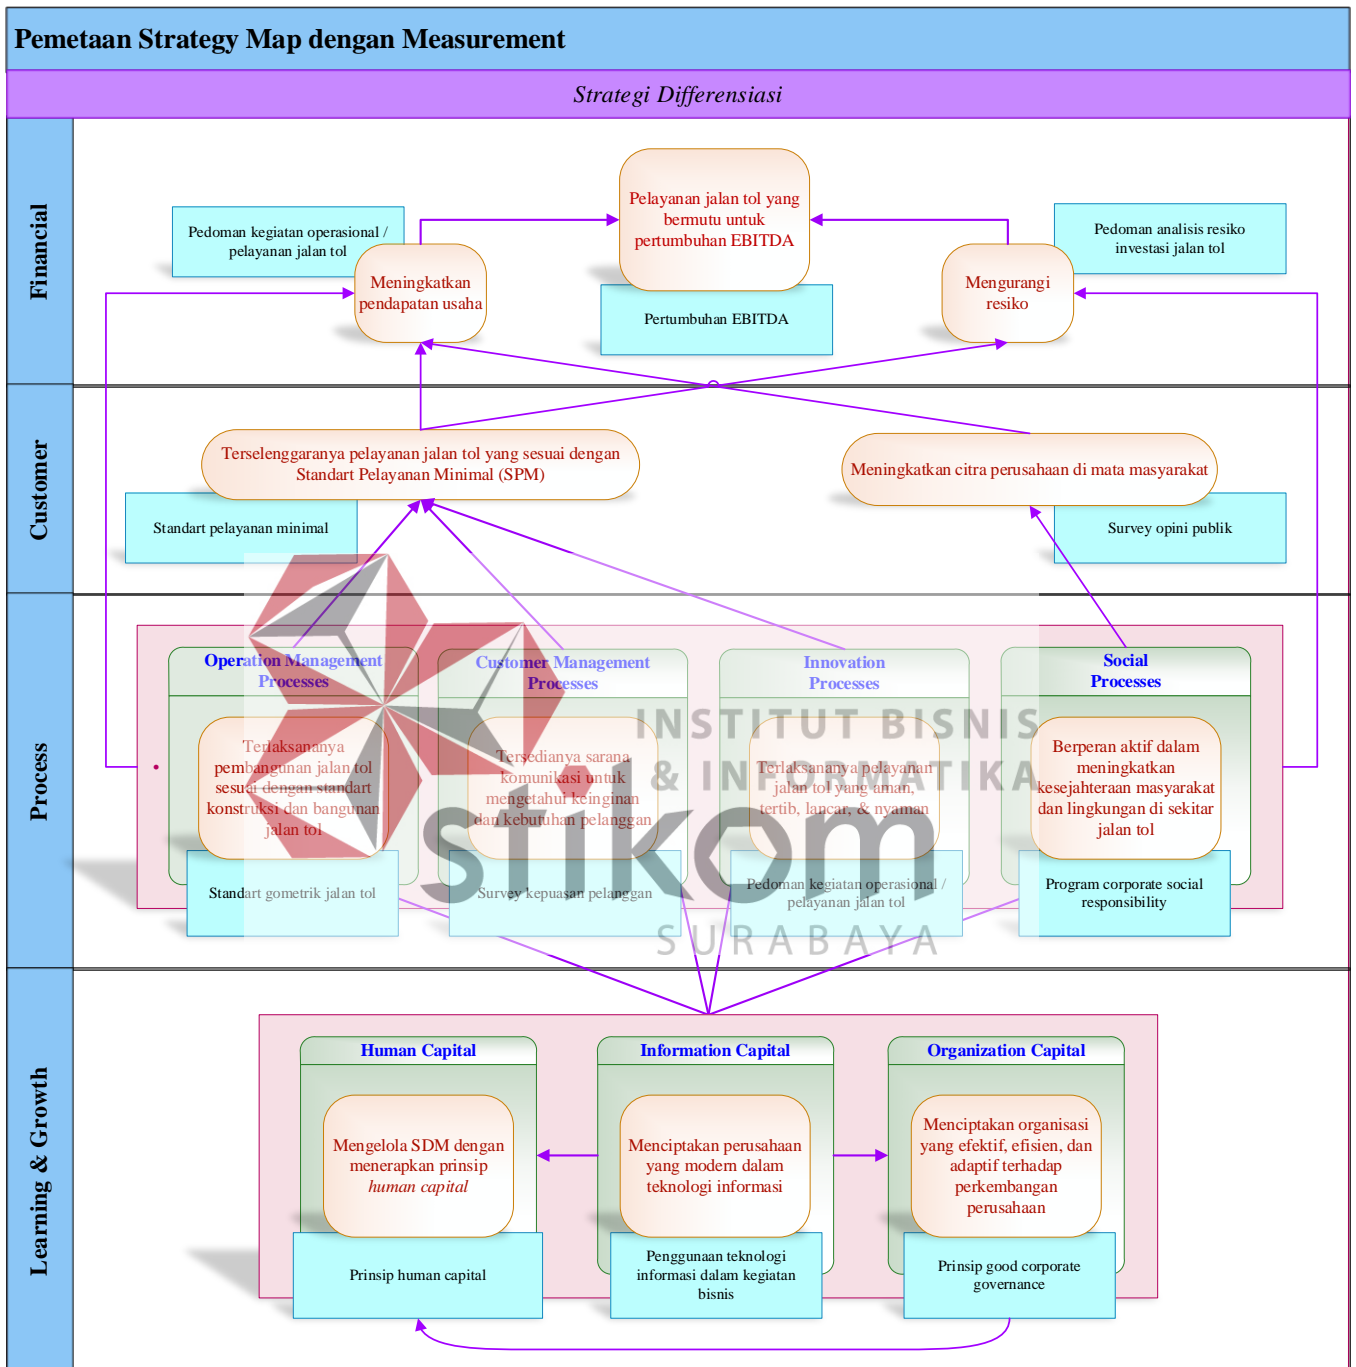 Pemetaan Strategy Map dengan Measurement
Strategi Differensiasi
Financial
Pelayanan jalan tol yang
bermutu untuk
pertumbuhan EBITDA
Pedoman kegiatan operasional /
pelayanan jalan tol
Pedoman analisis resiko
investasi jalan tol
Meningkatkan
pendapatan usaha
Mengurangi
resiko
Pertumbuhan EBITDA
Customer
Terselenggaranya pelayanan jalan tol yang sesuai dengan
Standart Pelayanan Minimal (SPM)
Meningkatkan citra perusahaan di mata masyarakat
Standart pelayanan minimal
Survey opini publik
Process
Operation Management
Processes
Customer Management
Processes
Innovation
Processes
Social
Processes
Terlaksananya
pembangunan jalan tol
sesuai dengan standart
konstruksi dan bangunan
jalan tol
Tersedianya sarana
komunikasi untuk
mengetahui keinginan
dan kebutuhan pelanggan
Terlaksananya pelayanan
jalan tol yang aman,
tertib, lancar, & nyaman
Berperan aktif dalam
meningkatkan
kesejahteraan masyarakat
dan lingkungan di sekitar
jalan tol
Standart gometrik jalan tol
Survey kepuasan pelanggan
Pedoman kegiatan operasional /
pelayanan jalan tol
Program corporate social
responsibility
INSTITUT BISNIS
& INFORMATIKA
stikom
SURABAYA
Learning & Growth
Human Capital
Information Capital
Organization Capital
Mengelola SDM dengan
menerapkan prinsip
human capital
Menciptakan perusahaan
yang modern dalam
teknologi informasi
Menciptakan organisasi
yang efektif, efisien, dan
adaptif terhadap
perkembangan
perusahaan
Prinsip human capital
Penggunaan teknologi
informasi dalam kegiatan
bisnis
Prinsip good corporate
governance